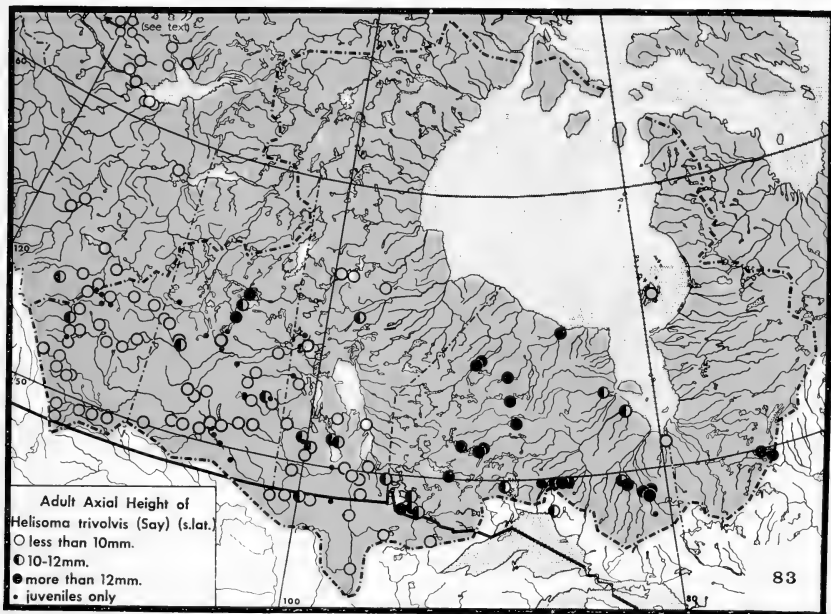 (see text)
60
120
50
Adult Axial Height of
Helisoma trivolvis (Say) (s.lat.)
less than 10mm.
10-12mm.
more than 12mm.
juveniles only
100
80
83